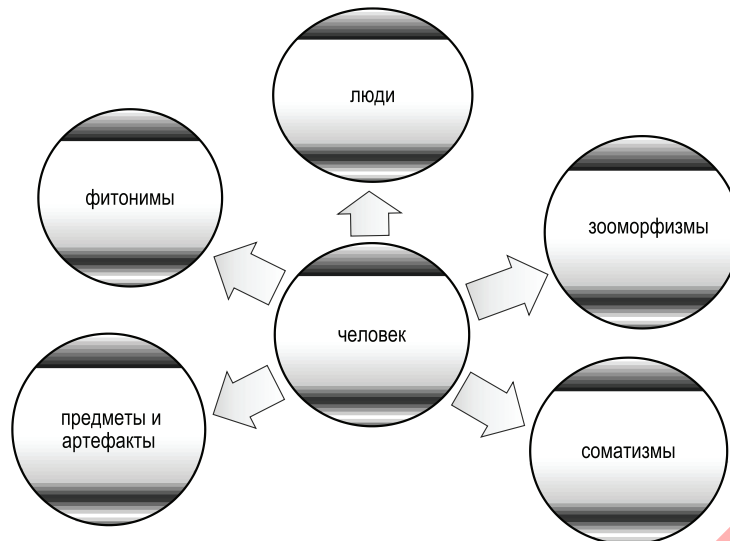 люди
фитонимы
зооморфизмы
человек
предметы и
артефакты
соматизмы